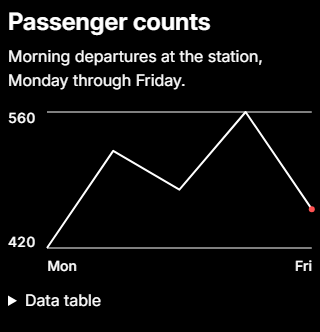 Passenger counts
Morning departures at the station,
Monday through Friday.
560
420
Mon Fri
Data table